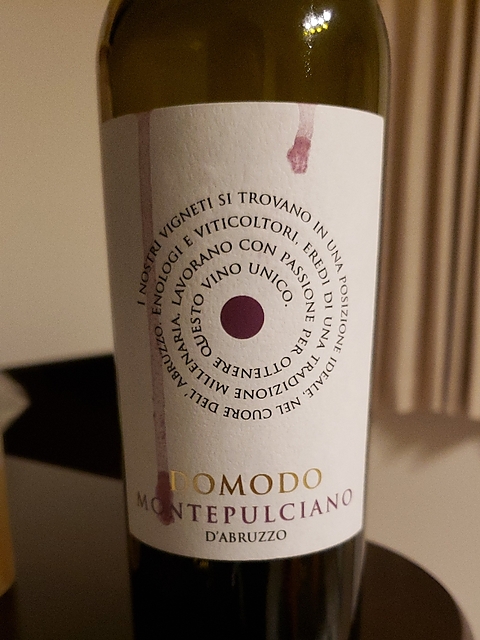 I NOSTRI VIGNETI SI TROVANO IN UNA POSIZIONE IDEALE, NEL CUORE DELL'ABRUZZO. ENOLOGI E VITICOLTORI, EREDI DI UNA TRADIZIONE MILLENARIA, LAVORANO CON PASSIONE PER OTTENERE QUESTO VINO UNICO.
DOMODO
MONTEPULCIANO
D'ABRUZZO